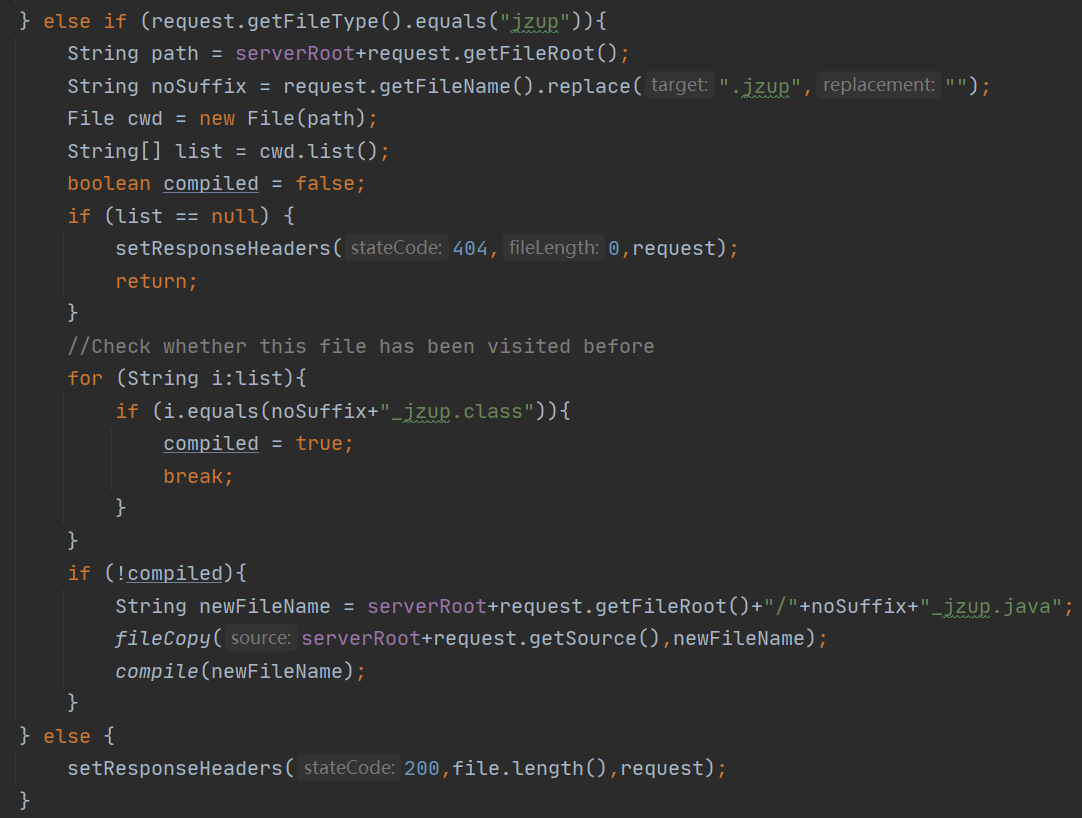 } else if (request.getFileType().equals("jzup")){
    String path = serverRoot+request.getFileRoot();
    String noSuffix = request.getFileName().replace( target: ".jzup", replacement: "");
    File cwd = new File(path);
    String[] list = cwd.list();
    boolean compiled = false;
    if (list == null) {
        setResponseHeaders( stateCode: 404, fileLength: 0,request);
        return;
    }
    //Check whether this file has been visited before
    for (String i:list){
        if (i.equals(noSuffix+"_jzup.class")){
            compiled = true;
            break;
        }
    }
    if (!compiled){
        String newFileName = serverRoot+request.getFileRoot()+"/"+noSuffix+"_jzup.java";
        fileCopy( source: serverRoot+request.getSource(),newFileName);
        compile(newFileName);
    }
} else {
    setResponseHeaders( stateCode: 200,file.length(),request);
}